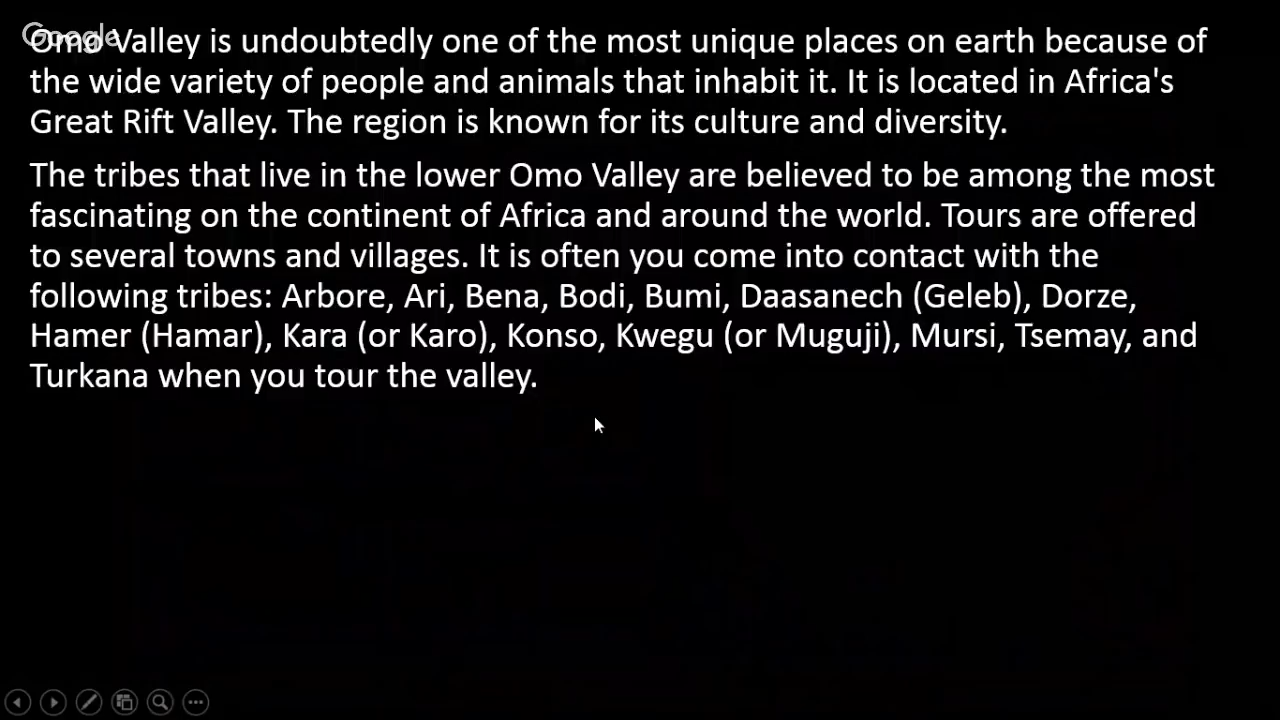 Google
Omo Valley is undoubtedly one of the most unique places on earth because of
the wide variety of people and animals that inhabit it. It is located in Africa's
Great Rift Valley. The region is known for its culture and diversity.
The tribes that live in the lower Omo Valley are believed to be among the most
fascinating on the continent of Africa and around the world. Tours are offered
to several towns and villages. It is often you come into contact with the
following tribes: Arbore, Ari, Bena, Bodi, Bumi, Daasanech (Geleb), Dorze,
Hamer (Hamar), Kara (or Karo), Konso, Kwegu (or Muguji), Mursi, Tsemay, and
Turkana when you tour the valley.